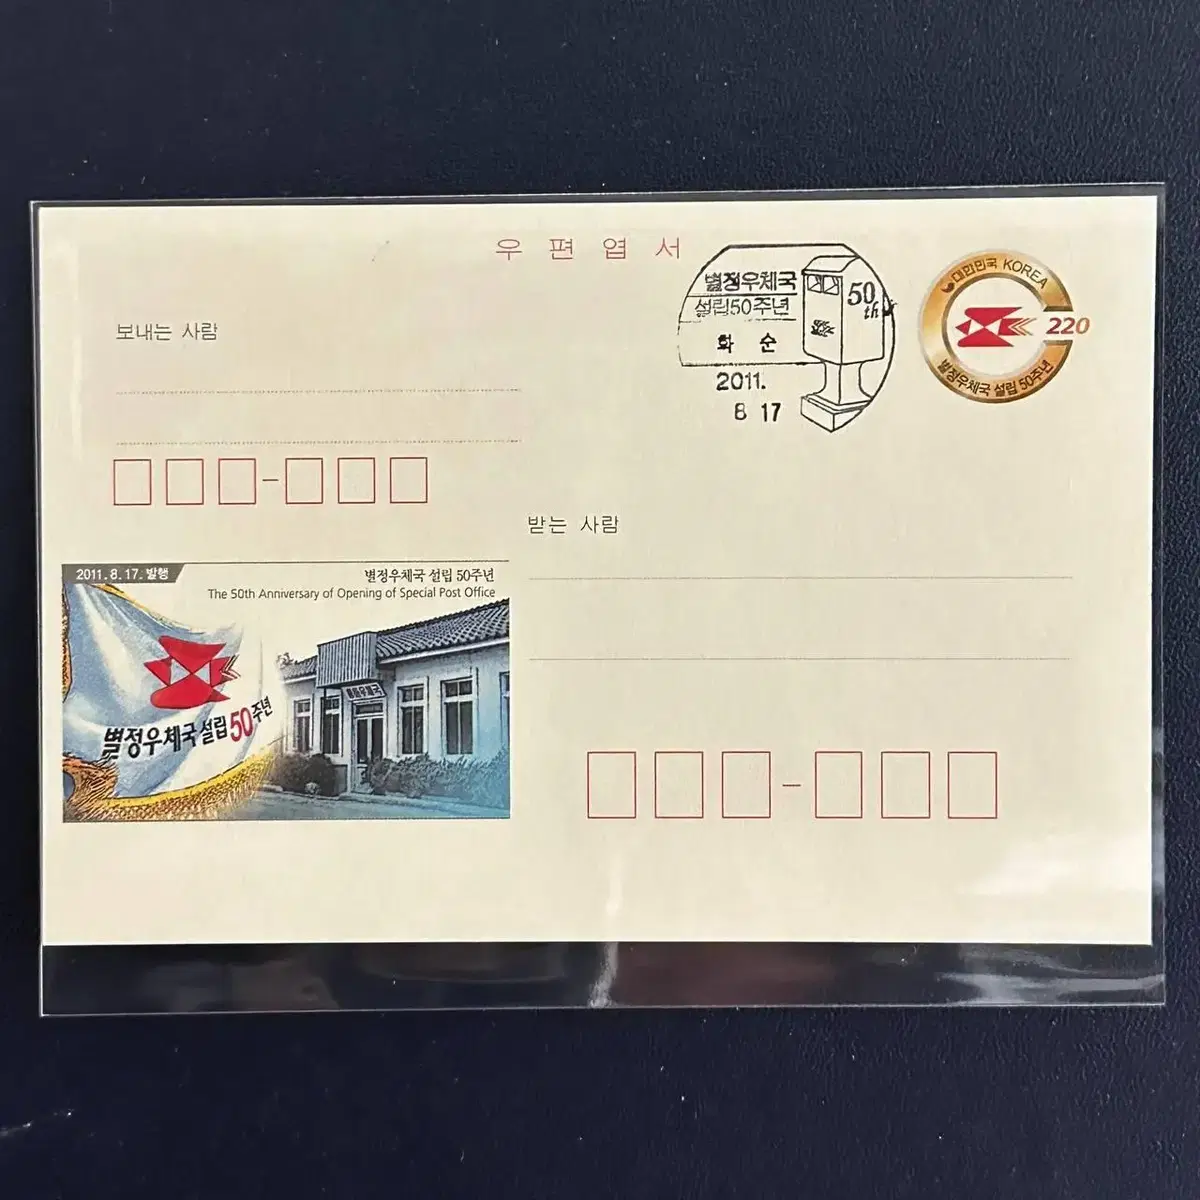 우편엽서
별정우체국
설립50주년
화 순
2011.
8 17
50
th
대한민국 KOREA
220
별정우체국 설립 50주년
보내는 사람
받는 사람
2011. 8. 17. 발행
별정우체국 설립 50주년
The 50th Anniversary of Opening of Special Post Office
별정우체국 설립 50주년